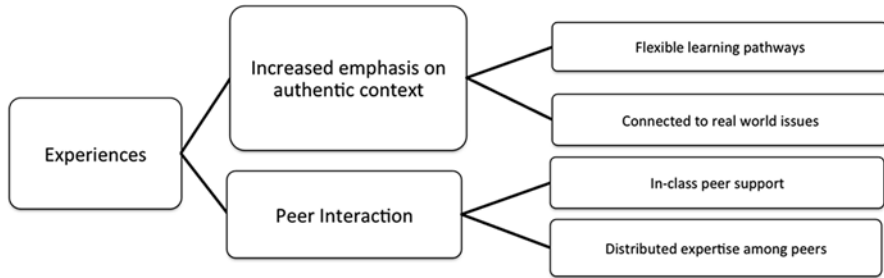 Experiences
Increased emphasis on
authentic context
Flexible learning pathways
Connected to real world issues
Peer Interaction
In-class peer support
Distributed expertise among peers